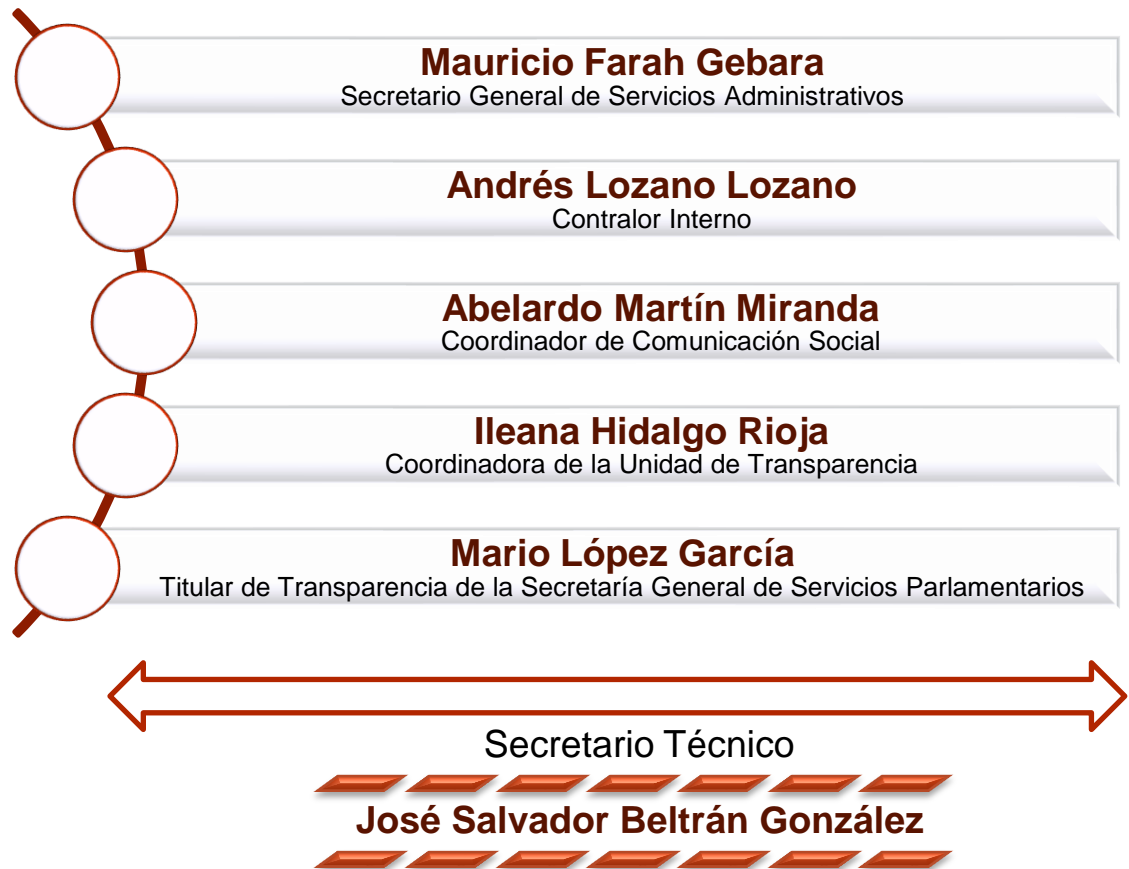 Mauricio Farah Gebara
Secretario General de Servicios Administrativos
Andrés Lozano Lozano
Contralor Interno
Abelardo Martín Miranda
Coordinador de Comunicación Social
Ileana Hidalgo Rioja
Coordinadora de la Unidad de Transparencia
Mario López García
Titular de Transparencia de la Secretaría General de Servicios Parlamentarios
Secretario Técnico
José Salvador Beltrán González